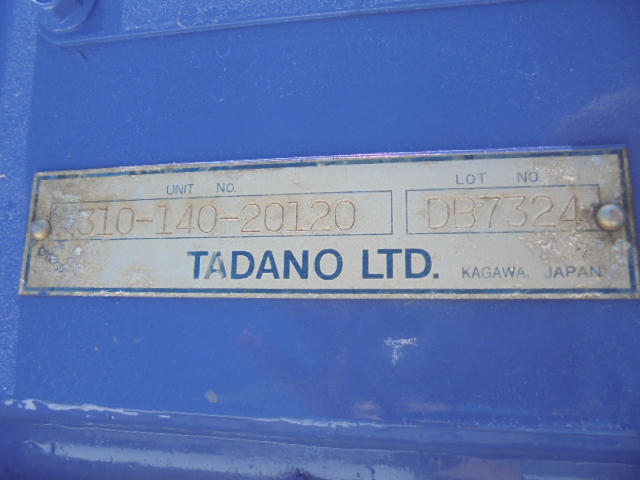 UNIT NO.
310-140-20120
LOT NO.
DB7324
TADANO LTD. KAGAWA, JAPAN